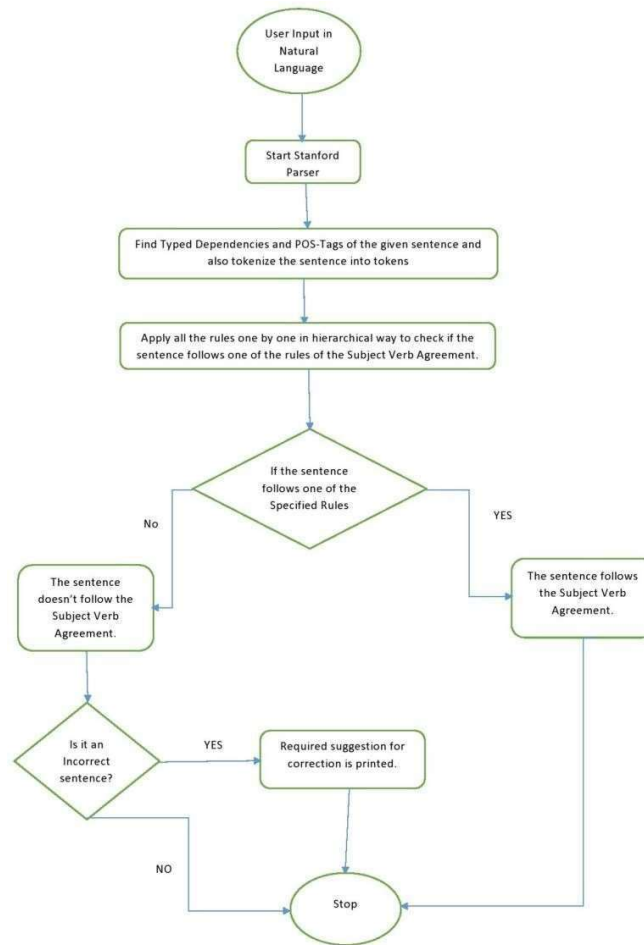 User Input in
Natural
Language
Start Stanford
Parser
Find Typed Dependencies and POS-Tags of the given sentence and
also tokenize the sentence into tokens
Apply all the rules one by one in hierarchical way to check if the
sentence follows one of the rules of the Subject Verb Agreement.
If the sentence
follows one of the
Specified Rules
No
YES
The sentence
doesn't follow the
Subject Verb
Agreement.
The sentence follows
the Subject Verb
Agreement.
Is it an
Incorrect
sentence?
YES
Required suggestion for
correction is printed.
NO
Stop